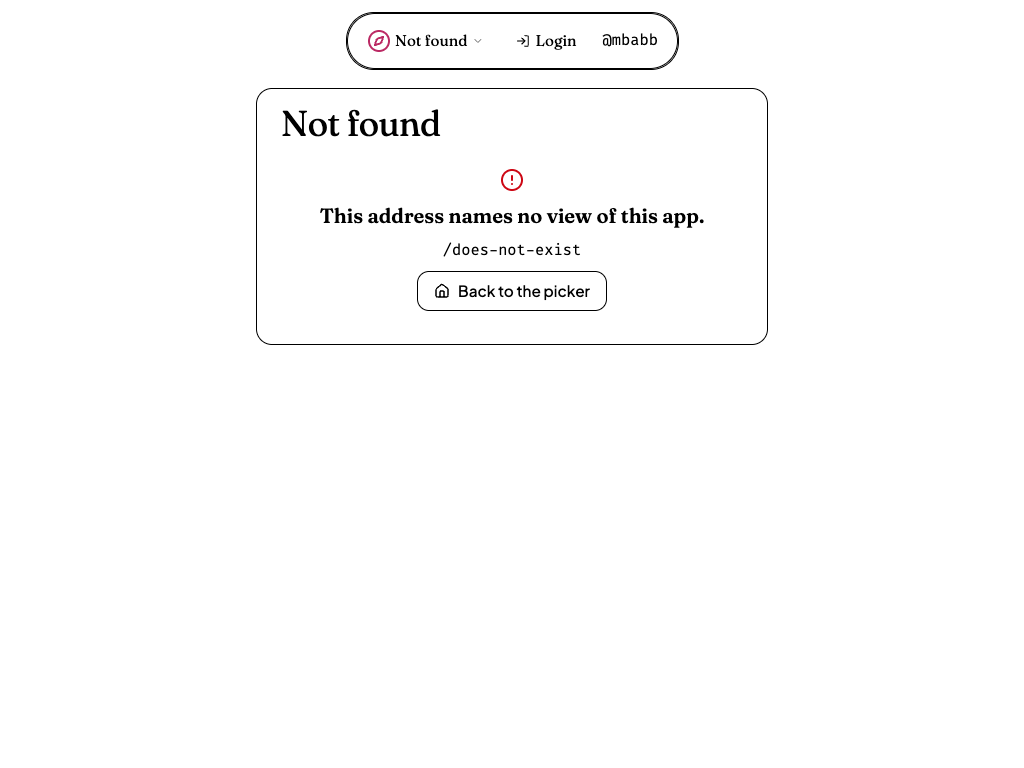 Not found Login @mbabb
Not found
This address names no view of this app.
/does-not-exist
Back to the picker